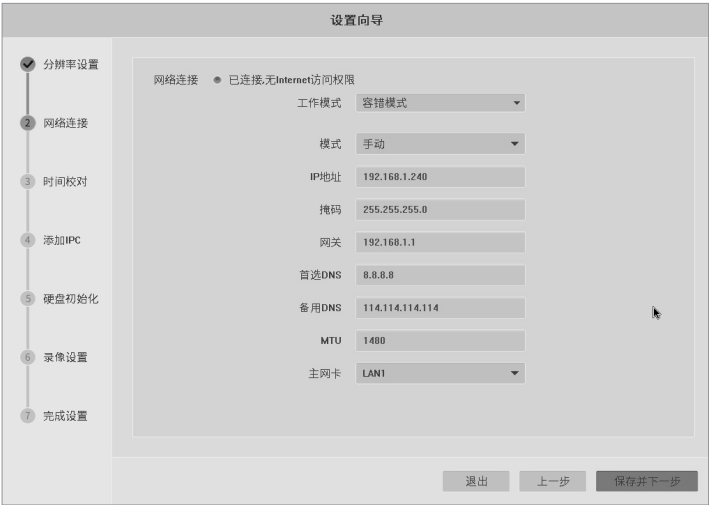 设置向导
分辨率设置
2 网络连接
3 时间校对
4 添加IPC
5 硬盘初始化
6 录像设置
7 完成设置
网络连接 已连接,无Internet访问权限
工作模式 容错模式
模式 手动
IP地址 192.168.1.240
掩码 255.255.255.0
网关 192.168.1.1
首选DNS 8.8.8.8
备用DNS 114.114.114.114
MTU 1480
主网卡 LAN1
退出 上一步 保存并下一步